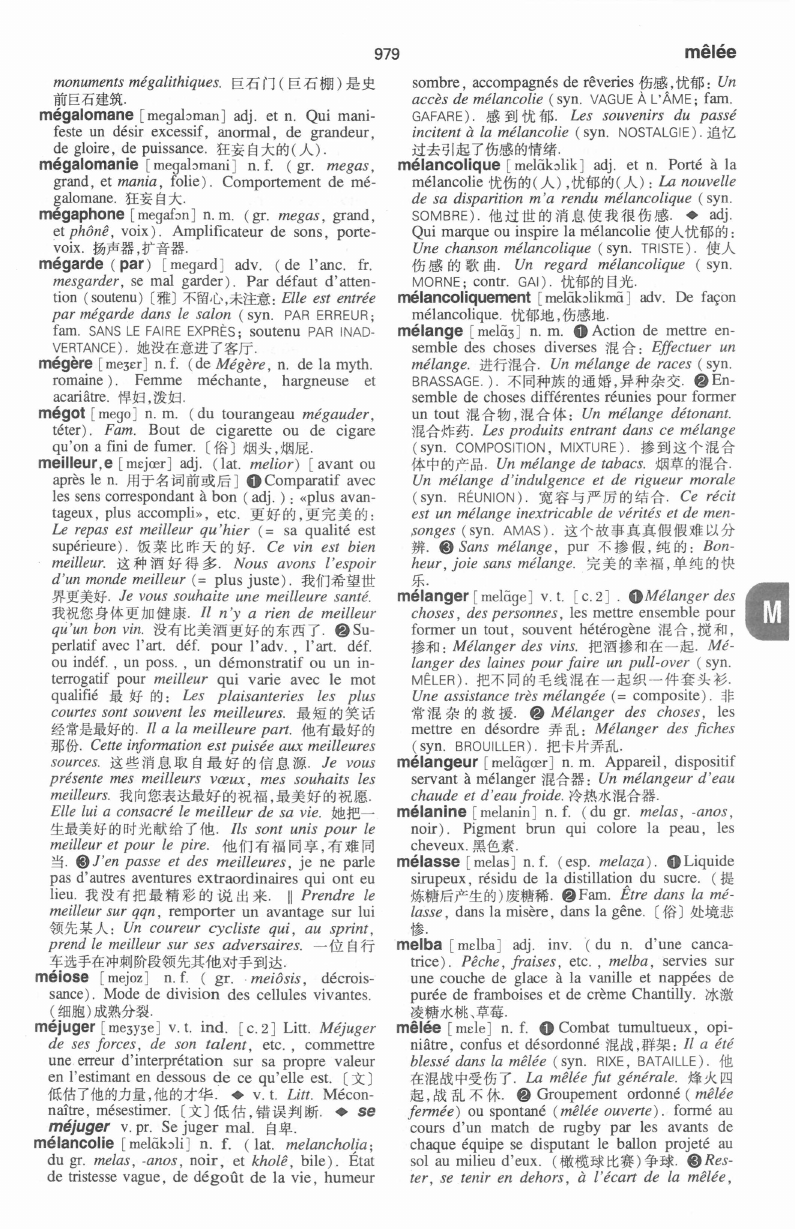 979
mêlée
monuments mégalithiques. 巨石门(巨石棚)是史
前巨石建筑.
mégalomane [megalɔman] adj. et n. Qui mani-
feste un désir excessif, anormal, de grandeur,
de gloire, de puissance. 狂妄自大的(人).
mégalomanie [megalɔmani] n. f. ( gr. megas,
grand, et mania, folie). Comportement de mé-
galomane. 狂妄自大.
mégaphone [megafɔn] n. m. (gr. megas, grand,
et phônê, voix). Amplificateur de sons, porte-
voix. 扬声器,扩音器.
mégarde ( par) [megard] adv. ( de l'anc. fr.
mesgarder, se mal garder). Par défaut d'atten-
tion (soutenu) [雅] 不留心,未注意: Elle est entrée
par mégarde dans le salon ( syn. PAR ERREUR;
fam. SANS LE FAIRE EXPRÈS; soutenu PAR INAD-
VERTANCE). 她没在意进了客厅.
mégère [meʒɛr] n. f. (de Mégère, n. de la myth.
romaine ). Femme méchante, hargneuse et
acariâtre. 悍妇,泼妇.
mégot [mego] n. m. ( du tourangeau mégauder,
téter). Fam. Bout de cigarette ou de cigare
qu'on a fini de fumer. [俗] 烟头,烟屁.
meilleur,e [mejœr] adj. (lat. melior) [ avant ou
après le n. 用于名词前或后] ❶ Comparatif avec
les sens correspondant à bon ( adj. ): «plus avan-
tageux, plus accompli», etc. 更好的,更完美的:
Le repas est meilleur qu'hier (= sa qualité est
supérieure). 饭菜比昨天的好. Ce vin est bien
meilleur. 这种酒好得多. Nous avons l'espoir
d'un monde meilleur (= plus juste). 我们希望世
界更美好. Je vous souhaite une meilleure santé.
我祝您身体更加健康. Il n'y a rien de meilleur
qu'un bon vin. 没有比美酒更好的东西了. ❷ Su-
perlatif avec l'art. déf. pour l'adv. , l'art. déf.
ou indéf. , un poss. , un démonstratif ou un in-
terrogatif pour meilleur qui varie avec le mot
qualifié 最好的: Les plaisanteries les plus
courtes sont souvent les meilleures. 最短的笑话
经常是最好的. Il a la meilleure part. 他有最好的
那份. Cette information est puisée aux meilleures
sources. 这些消息取自最好的信息源. Je vous
présente mes meilleurs vœux, mes souhaits les
meilleurs. 我向您表达最好的祝福,最美好的祝愿.
Elle lui a consacré le meilleur de sa vie. 她把一
生最美好的时光献给了他. Ils sont unis pour le
meilleur et pour le pire. 他们有福同享,有难同
当. ❸ J'en passe et des meilleures, je ne parle
pas d'autres aventures extraordinaires qui ont eu
lieu. 我没有把最精彩的说出来. ‖ Prendre le
meilleur sur qqn, remporter un avantage sur lui
领先某人: Un coureur cycliste qui, au sprint,
prend le meilleur sur ses adversaires. 一位自行
车选手在冲刺阶段领先其他对手到达.
méiose [mejoz] n. f. ( gr. meiôsis, décrois-
sance). Mode de division des cellules vivantes.
(细胞)成熟分裂.
méjuger [meʒyʒe] v. t. ind. [c. 2] Litt. Méjuger
de ses forces, de son talent, etc. , commettre
une erreur d'interprétation sur sa propre valeur
en l'estimant en dessous de ce qu'elle est. [文]
低估了他的力量,他的才华. ◆ v. t. Litt. Mécon-
naître, mésestimer. [文]低估,错误判断. ◆ se
méjuger v. pr. Se juger mal. 自卑.
mélancolie [melɑ̃kɔli] n. f. ( lat. melancholia;
du gr. melas, -anos, noir, et kholê, bile). État
de tristesse vague, de dégoût de la vie, humeur
sombre, accompagnés de rêveries 伤感,忧郁: Un
accès de mélancolie ( syn. VAGUE À L'ÂME; fam.
GAFARE). 感到忧郁. Les souvenirs du passé
incitent à la mélancolie ( syn. NOSTALGIE). 追忆
过去引起了伤感的情绪.
mélancolique [melɑ̃kɔlik] adj. et n. Porté à la
mélancolie 忧伤的(人),忧郁的(人): La nouvelle
de sa disparition m'a rendu mélancolique ( syn.
SOMBRE). 他过世的消息使我很伤感. ◆ adj.
Qui marque ou inspire la mélancolie 使人忧郁的:
Une chanson mélancolique ( syn. TRISTE). 使人
伤感的歌曲. Un regard mélancolique ( syn.
MORNE; contr. GAI). 忧郁的目光.
mélancoliquement [melɑ̃kɔlikmɑ̃] adv. De façon
mélancolique. 忧郁地,伤感地.
mélange [melɑ̃ʒ] n. m. ❶ Action de mettre en-
semble des choses diverses 混合: Effectuer un
mélange. 进行混合. Un mélange de races ( syn.
BRASSAGE. ). 不同种族的通婚,异种杂交. ❷ En-
semble de choses différentes réunies pour former
un tout 混合物,混合体: Un mélange détonant.
混合炸药. Les produits entrant dans ce mélange
( syn. COMPOSITION, MIXTURE). 掺到这个混合
体中的产品. Un mélange de tabacs. 烟草的混合.
Un mélange d'indulgence et de rigueur morale
( syn. RÉUNION). 宽容与严厉的结合. Ce récit
est un mélange inextricable de vérités et de men-
songes ( syn. AMAS). 这个故事真真假假难以分
辨. ❸ Sans mélange, pur 不掺假,纯的: Bon-
heur, joie sans mélange. 完美的幸福,单纯的快
乐.
mélanger [melɑ̃ge] v. t. [c. 2] . ❶ Mélanger des
choses, des personnes, les mettre ensemble pour
former un tout, souvent hétérogène 混合,搅和,
掺和: Mélanger des vins. 把酒掺和在一起. Mé-
langer des laines pour faire un pull-over ( syn.
MÊLER). 把不同的毛线混在一起织一件套头衫.
Une assistance très mélangée (= composite). 非
常混杂的救援. ❷ Mélanger des choses, les
mettre en désordre 弄乱: Mélanger des fiches
( syn. BROUILLER). 把卡片弄乱.
mélangeur [melɑ̃gœr] n. m. Appareil, dispositif
servant à mélanger 混合器: Un mélangeur d'eau
chaude et d'eau froide. 冷热水混合器.
mélanine [melanin] n. f. ( du gr. melas, -anos,
noir). Pigment brun qui colore la peau, les
cheveux. 黑色素.
mélasse [melas] n. f. ( esp. melaza). ❶ Liquide
sirupeux, résidu de la distillation du sucre. (提
炼糖后产生的)废糖稀. ❷ Fam. Être dans la mé-
lasse, dans la misère, dans la gêne. [俗] 处境悲
惨.
melba [mɛlba] adj. inv. ( du n. d'une canca-
trice). Pêche, fraises, etc. , melba, servies sur
une couche de glace à la vanille et nappées de
purée de framboises et de crème Chantilly. 冰激
凌糖水桃、草莓.
mêlée [mɛle] n. f. ❶ Combat tumultueux, opi-
niâtre, confus et désordonné 混战,群架: Il a été
blessé dans la mêlée ( syn. RIXE, BATAILLE). 他
在混战中受伤了. La mêlée fut générale. 烽火四
起,战乱不休. ❷ Groupement ordonné ( mêlée
fermée) ou spontané (mêlée ouverte). formé au
cours d'un match de rugby par les avants de
chaque équipe se disputant le ballon projeté au
sol au milieu d'eux. (橄榄球比赛)争球. ❸ Res-
ter, se tenir en dehors, à l'écart de la mêlée,
M